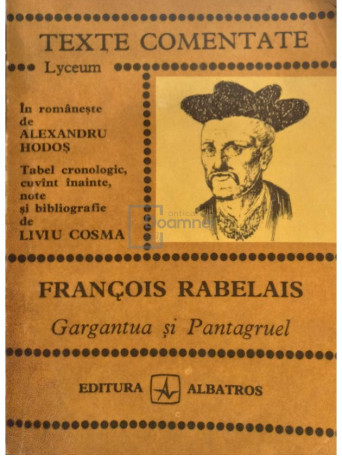 TEXTE COMENTATE
Lyceum
În românește
de
ALEXANDRU
HODOȘ
Tabel cronologic,
cuvînt înainte,
note
și bibliografie
de
LIVIU COSMA
FRANÇOIS RABELAIS
Gargantua și Pantagruel
EDITURA ALBATROS